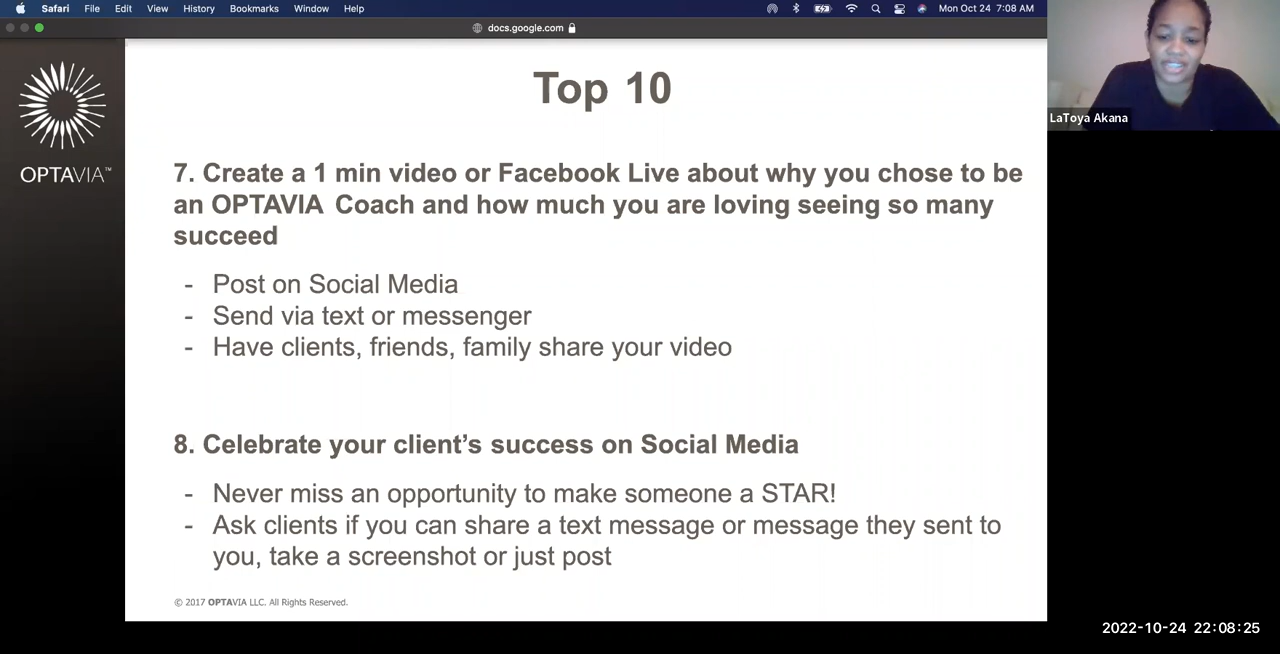 Safari File Edit View History Bookmarks Window Help Mon Oct 24 7:08 AM
docs.google.com
OPTAVIA™
Top 10
7. Create a 1 min video or Facebook Live about why you chose to be
an OPTAVIA Coach and how much you are loving seeing so many
succeed
- Post on Social Media
- Send via text or messenger
- Have clients, friends, family share your video
8. Celebrate your client's success on Social Media
- Never miss an opportunity to make someone a STAR!
- Ask clients if you can share a text message or message they sent to
you, take a screenshot or just post
© 2017 OPTAVIA LLC. All Rights Reserved.
LaToya Akana
2022-10-24 22:08:25